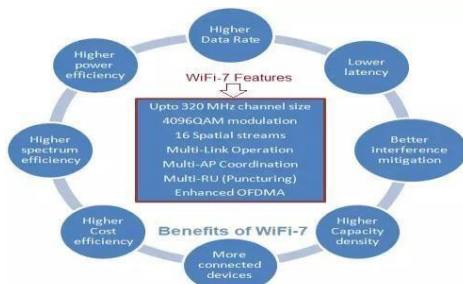 Higher
Data Rate
Higher
power
efficiency
Lower
latency
WiFi-7 Features
Upto 320 MHz channel size
4096QAM modulation
16 Spatial streams
Multi-Link Operation
Multi-AP Coordination
Multi-RU (Puncturing)
Enhanced OFDMA
Higher
spectrum
efficiency
Better
interference
mitigation
Higher
Cost
efficiency
Benefits of WiFi-7
Higher
Capacity
density
More
connected
devices